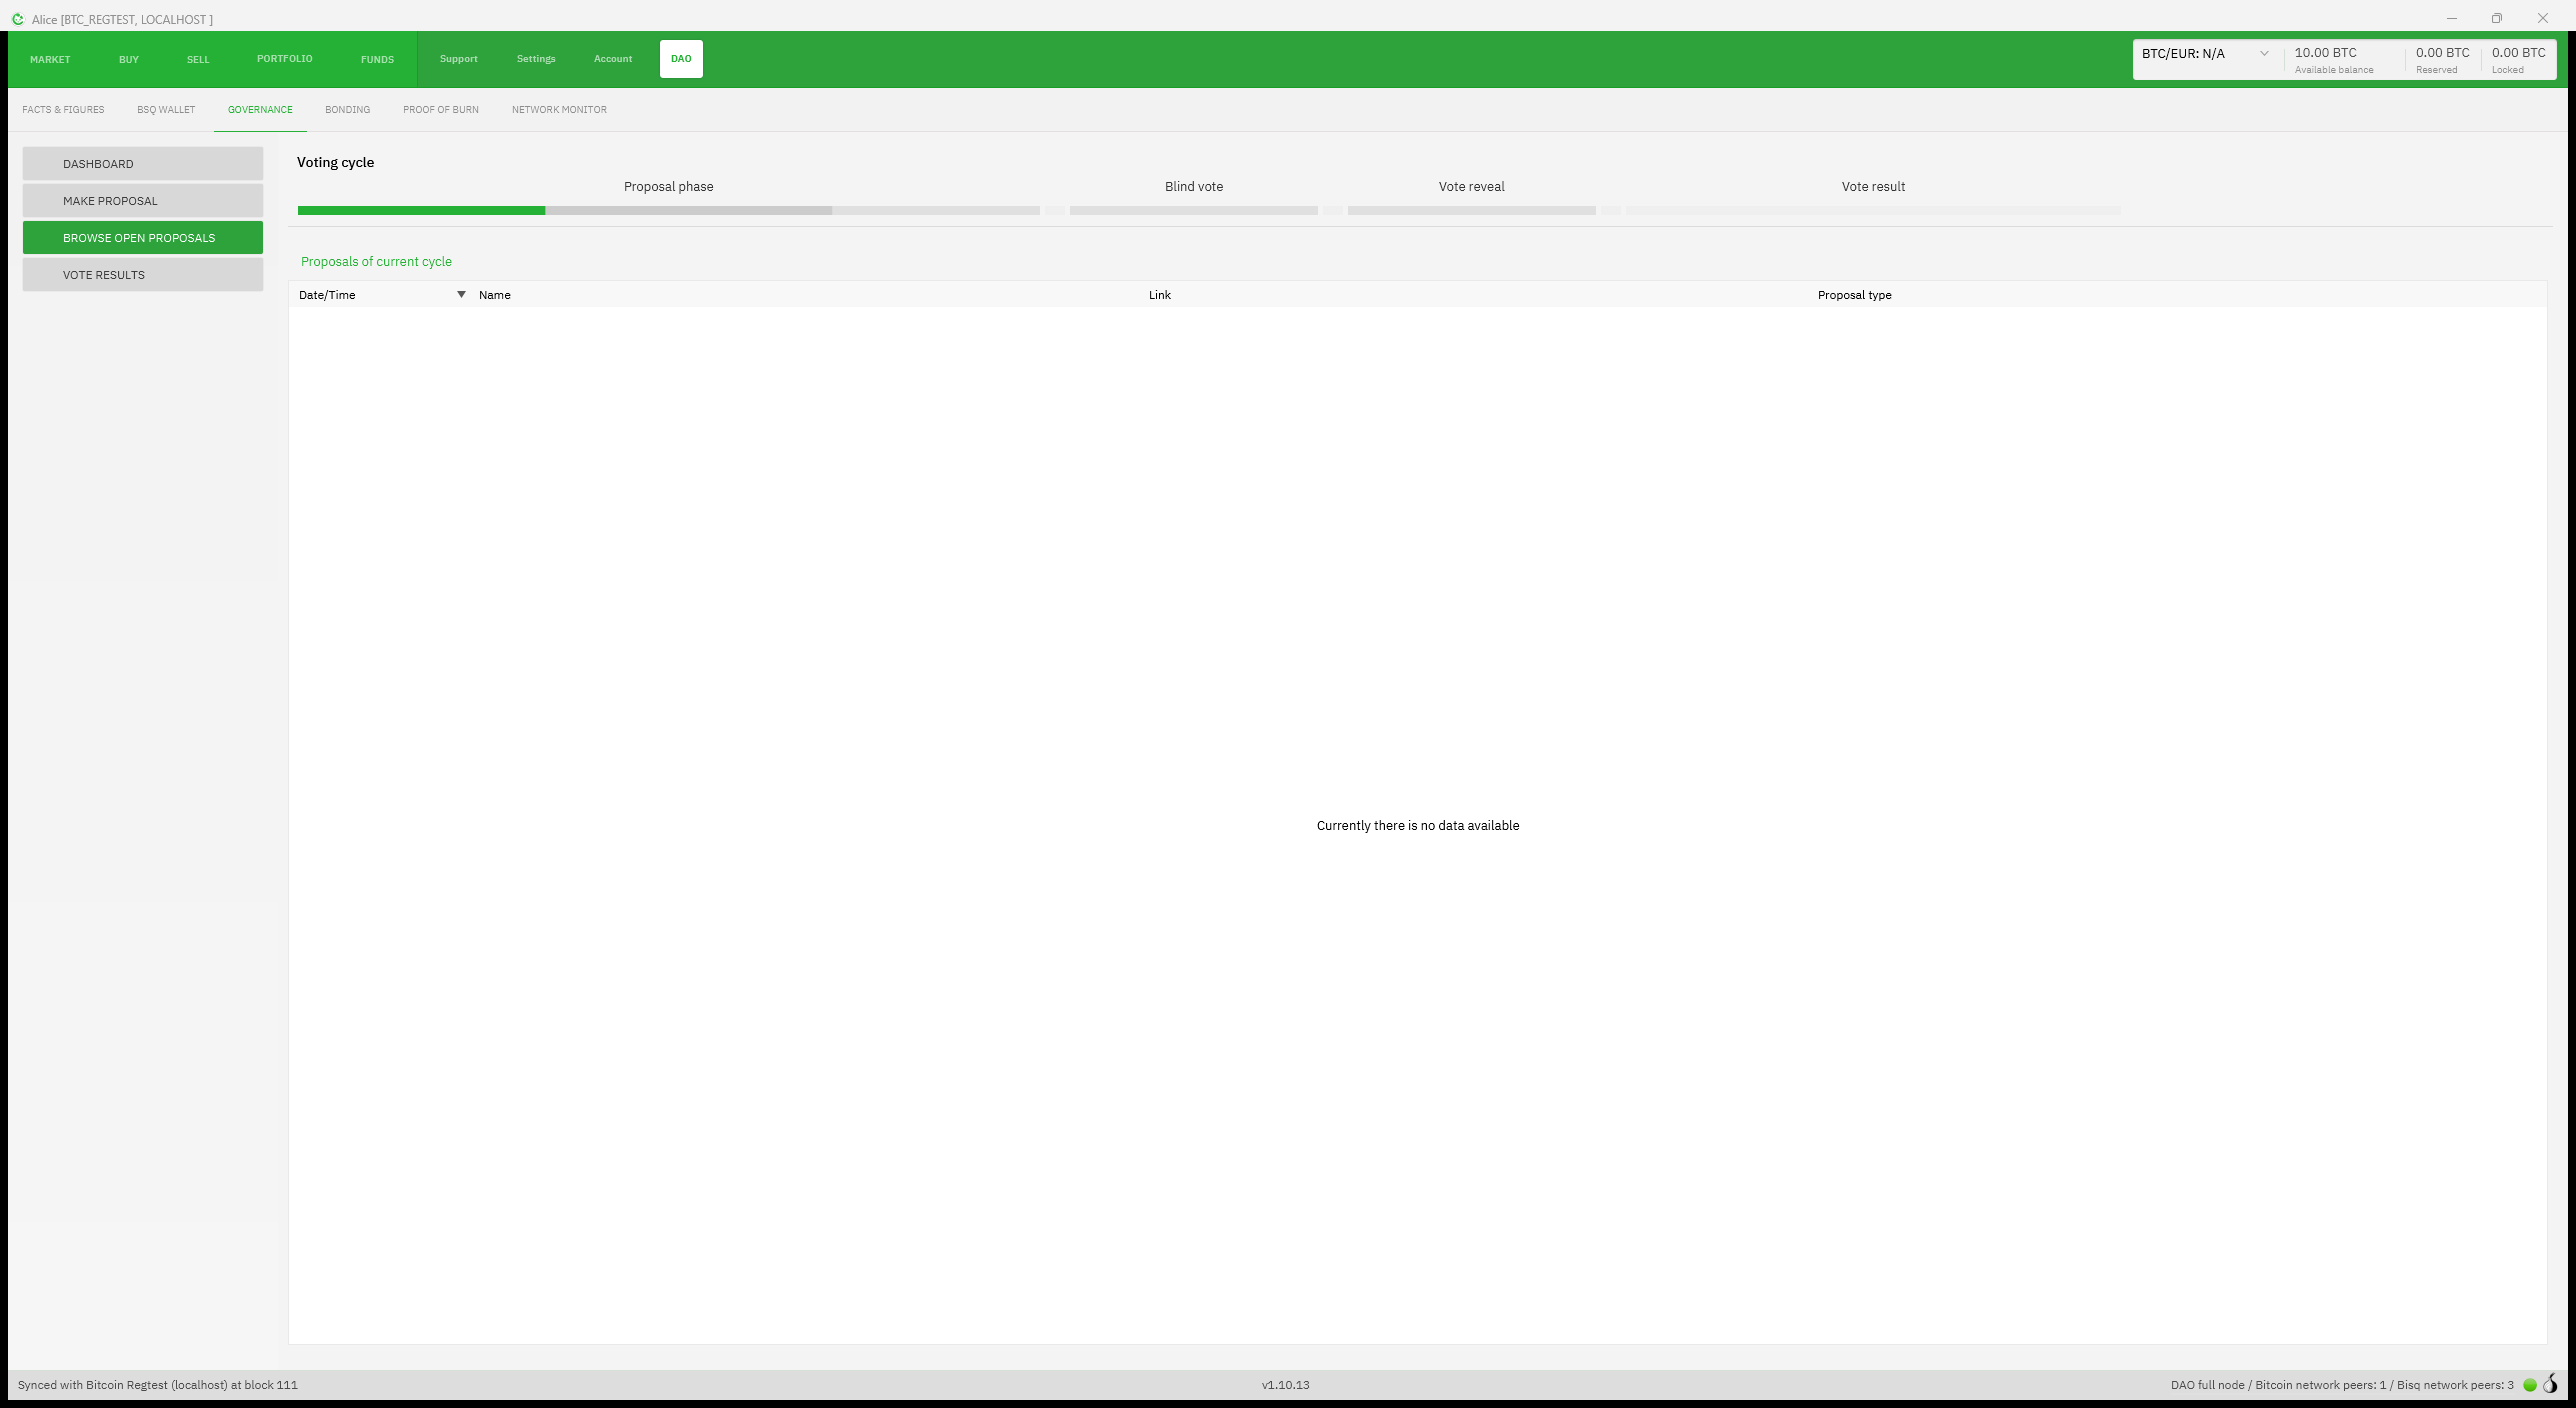 Alice [BTC_REGTEST, LOCALHOST ]
MARKET BUY SELL PORTFOLIO FUNDS Support Settings Account DAO
BTC/EUR: N/A 10.00 BTC 0.00 BTC 0.00 BTC
Available balance Reserved Locked
FACTS & FIGURES BSQ WALLET GOVERNANCE BONDING PROOF OF BURN NETWORK MONITOR
DASHBOARD
MAKE PROPOSAL
BROWSE OPEN PROPOSALS
VOTE RESULTS
Voting cycle
Proposal phase Blind vote Vote reveal Vote result
Proposals of current cycle
Date/Time Name Link Proposal type
Currently there is no data available
Synced with Bitcoin Regtest (localhost) at block 111 v1.10.13 DAO full node / Bitcoin network peers: 1 / Bisq network peers: 3